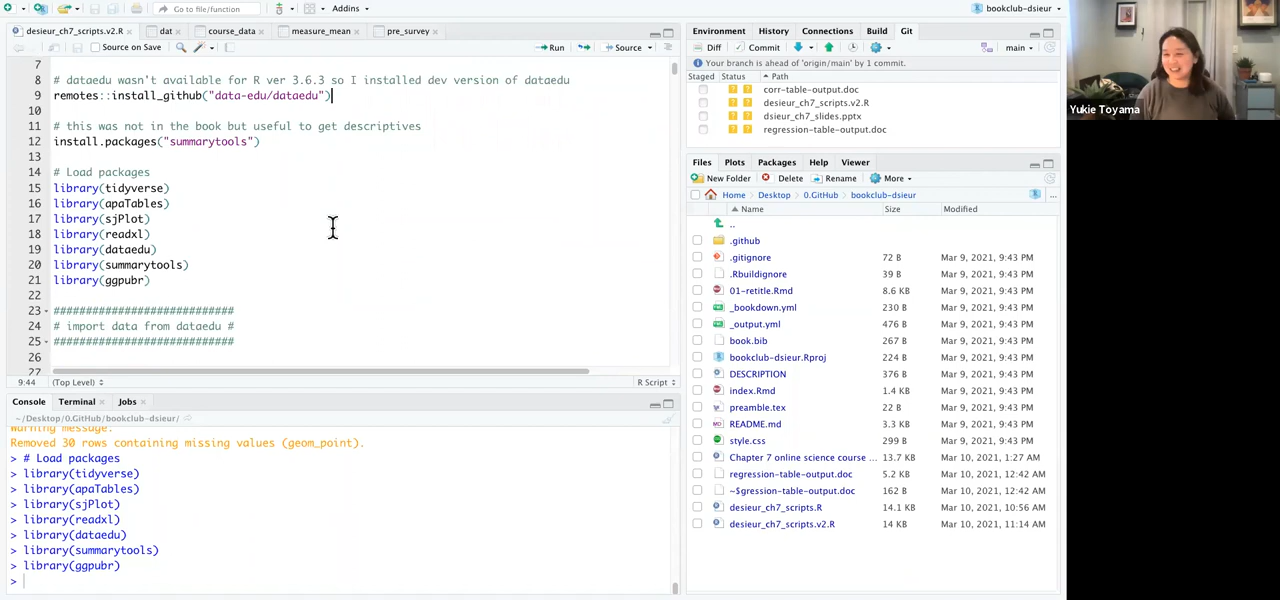 Go to file/function
Addins
bookclub-dsieur
desieur_ch7_scripts.v2.R
dat
course_data
measure_mean
pre_survey
Source on Save
Run
Source
7
8 # dataedu wasn't available for R ver 3.6.3 so I installed dev version of dataedu
9 remotes::install_github("data-edu/dataedu")
10
11 # this was not in the book but useful to get descriptives
12 install.packages("summarytools")
13
14 # Load packages
15 library(tidyverse)
16 library(apaTables)
17 library(sjPlot)
18 library(readxl)
19 library(dataedu)
20 library(summarytools)
21 library(ggpubr)
22
23 ###########################
24 # import data from dataedu #
25 ############################
26
27
9:44 (Top Level) R Script
Console Terminal Jobs
~/Desktop/0.GitHub/bookclub-dsieur/
Warning message:
Removed 30 rows containing missing values (geom_point).
> # Load packages
> library(tidyverse)
> library(apaTables)
> library(sjPlot)
> library(readxl)
> library(dataedu)
> library(summarytools)
> library(ggpubr)
>
Environment History Connections Build Git
Diff Commit main
Your branch is ahead of 'origin/main' by 1 commit.
Staged Status Path
corr-table-output.doc
desieur_ch7_scripts.v2.R
dsieur_ch7_slides.pptx
regression-table-output.doc
Files Plots Packages Help Viewer
New Folder Delete Rename More
Home Desktop 0.GitHub bookclub-dsieur ...
Name Size Modified
..
.github
.gitignore 72 B Mar 9, 2021, 9:43 PM
.Rbuildignore 39 B Mar 9, 2021, 9:43 PM
01-retitle.Rmd 8.6 KB Mar 9, 2021, 9:43 PM
_bookdown.yml 230 B Mar 9, 2021, 9:43 PM
_output.yml 476 B Mar 9, 2021, 9:43 PM
book.bib 267 B Mar 9, 2021, 9:43 PM
bookclub-dsieur.Rproj 224 B Mar 9, 2021, 9:43 PM
DESCRIPTION 376 B Mar 9, 2021, 9:43 PM
index.Rmd 1.4 KB Mar 9, 2021, 9:43 PM
preamble.tex 22 B Mar 9, 2021, 9:43 PM
README.md 3.3 KB Mar 9, 2021, 9:43 PM
style.css 299 B Mar 9, 2021, 9:43 PM
Chapter 7 online science course ... 13.7 KB Mar 10, 2021, 1:27 AM
regression-table-output.doc 5.2 KB Mar 10, 2021, 12:42 AM
~$gression-table-output.doc 162 B Mar 10, 2021, 12:42 AM
desieur_ch7_scripts.R 14.1 KB Mar 10, 2021, 10:56 AM
desieur_ch7_scripts.v2.R 14 KB Mar 10, 2021, 11:14 AM
Yukie Toyama